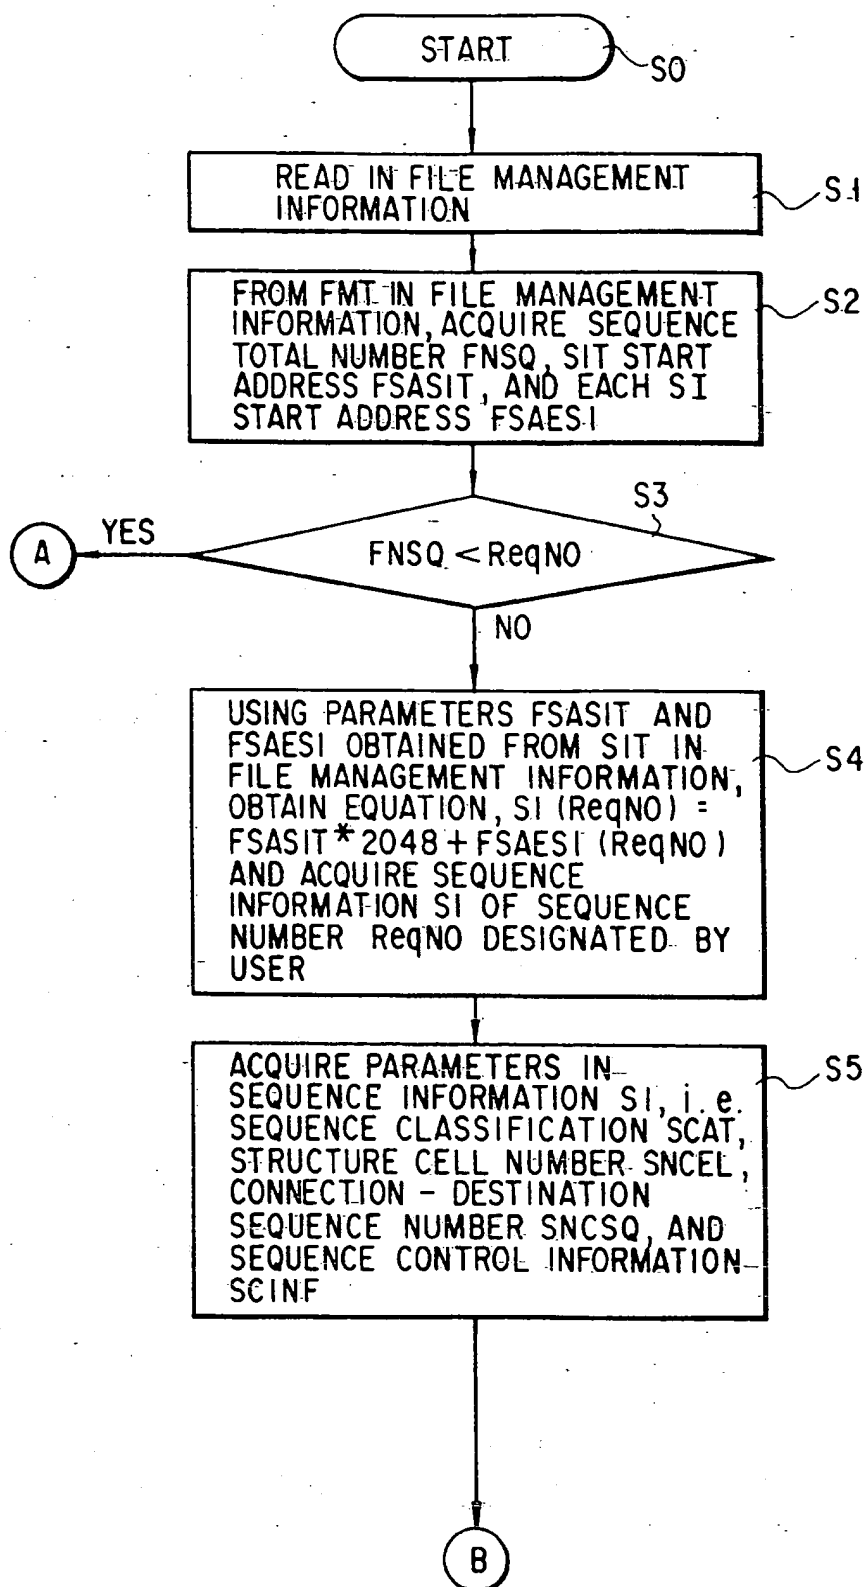 START
S0
READ IN FILE MANAGEMENT
INFORMATION
S1
FROM FMT IN FILE MANAGEMENT
INFORMATION, ACQUIRE SEQUENCE
TOTAL NUMBER FNSQ, SIT START
ADDRESS FSASIT, AND EACH SI
START ADDRESS FSAESI
S2
S3
FNSQ < ReqNO
YES
A
NO
USING PARAMETERS FSASIT AND
FSAESI OBTAINED FROM SIT IN
FILE MANAGEMENT INFORMATION,
OBTAIN EQUATION, SI (ReqNO) =
FSASIT * 2048 + FSAESI (ReqNO)
AND ACQUIRE SEQUENCE
INFORMATION SI OF SEQUENCE
NUMBER ReqNO DESIGNATED BY
USER
S4
ACQUIRE PARAMETERS IN
SEQUENCE INFORMATION SI, i.e.
SEQUENCE CLASSIFICATION SCAT,
STRUCTURE CELL NUMBER SNCEL,
CONNECTION - DESTINATION
SEQUENCE NUMBER SNCSQ, AND
SEQUENCE CONTROL INFORMATION
SCINF
S5
B